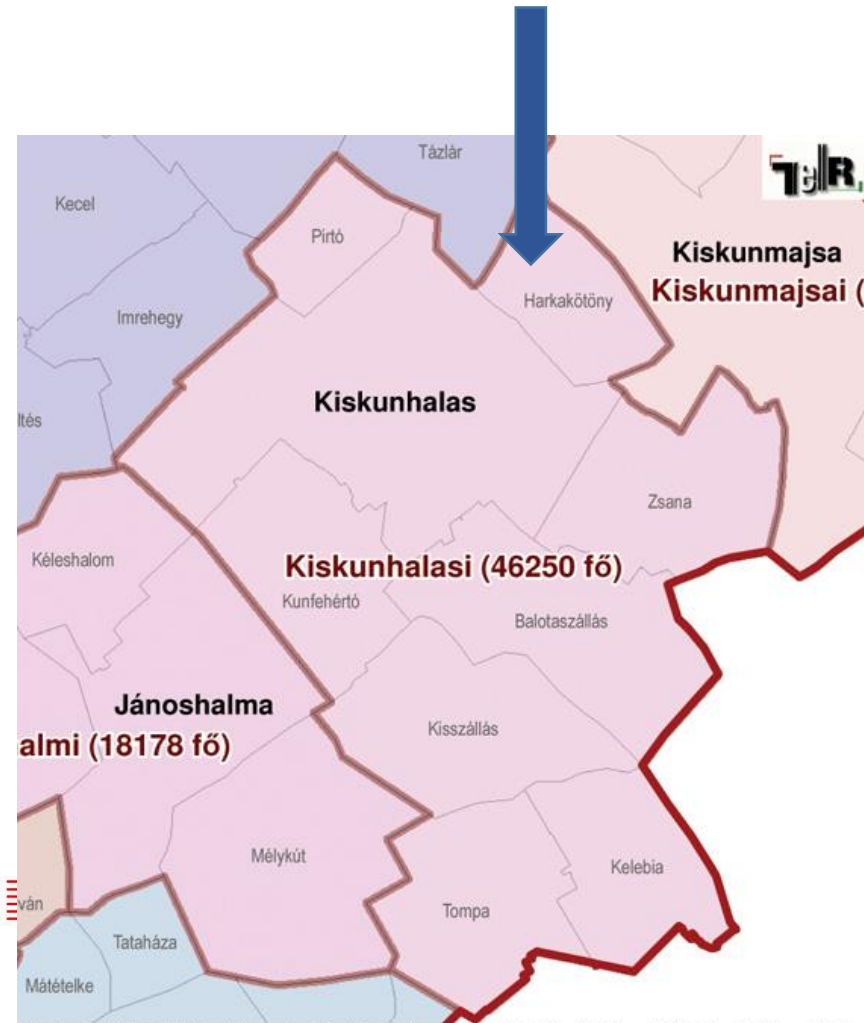 Tázlár
TeIR
Kecel
Pirtó
Kiskunmajsa
Kiskunmajsai (
Harkakötöny
Imrehegy
Kiskunhalas
ltés
Zsana
Kéleshalom
Kiskunhalasi (46250 fő)
Kunfehértó
Balotaszállás
Jánoshalma
almi (18178 fő)
Kisszállás
Mélykút
Kelebia
ván
Tompa
Tataháza
Mátételke